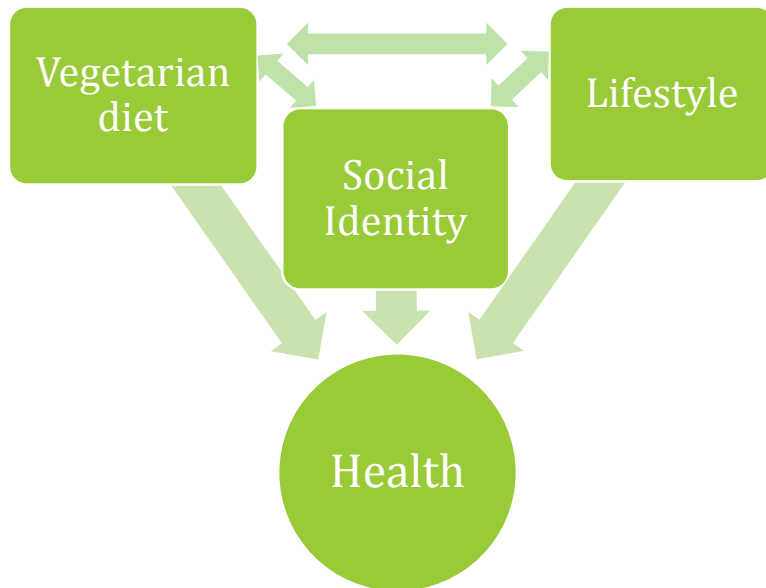 Vegetarian
diet
Lifestyle
Social
Identity
Health